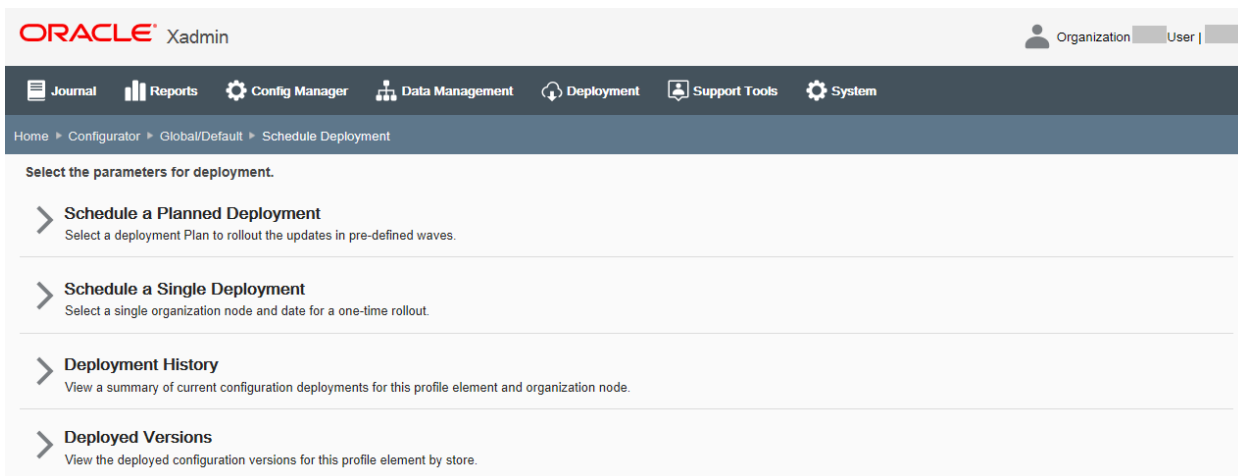 ORACLE Xadmin
Organization User |
Journal Reports Config Manager Data Management Deployment Support Tools System
Home ▸ Configurator ▸ Global/Default ▸ Schedule Deployment
Select the parameters for deployment.
Schedule a Planned Deployment
Select a deployment Plan to rollout the updates in pre-defined waves.
Schedule a Single Deployment
Select a single organization node and date for a one-time rollout.
Deployment History
View a summary of current configuration deployments for this profile element and organization node.
Deployed Versions
View the deployed configuration versions for this profile element by store.